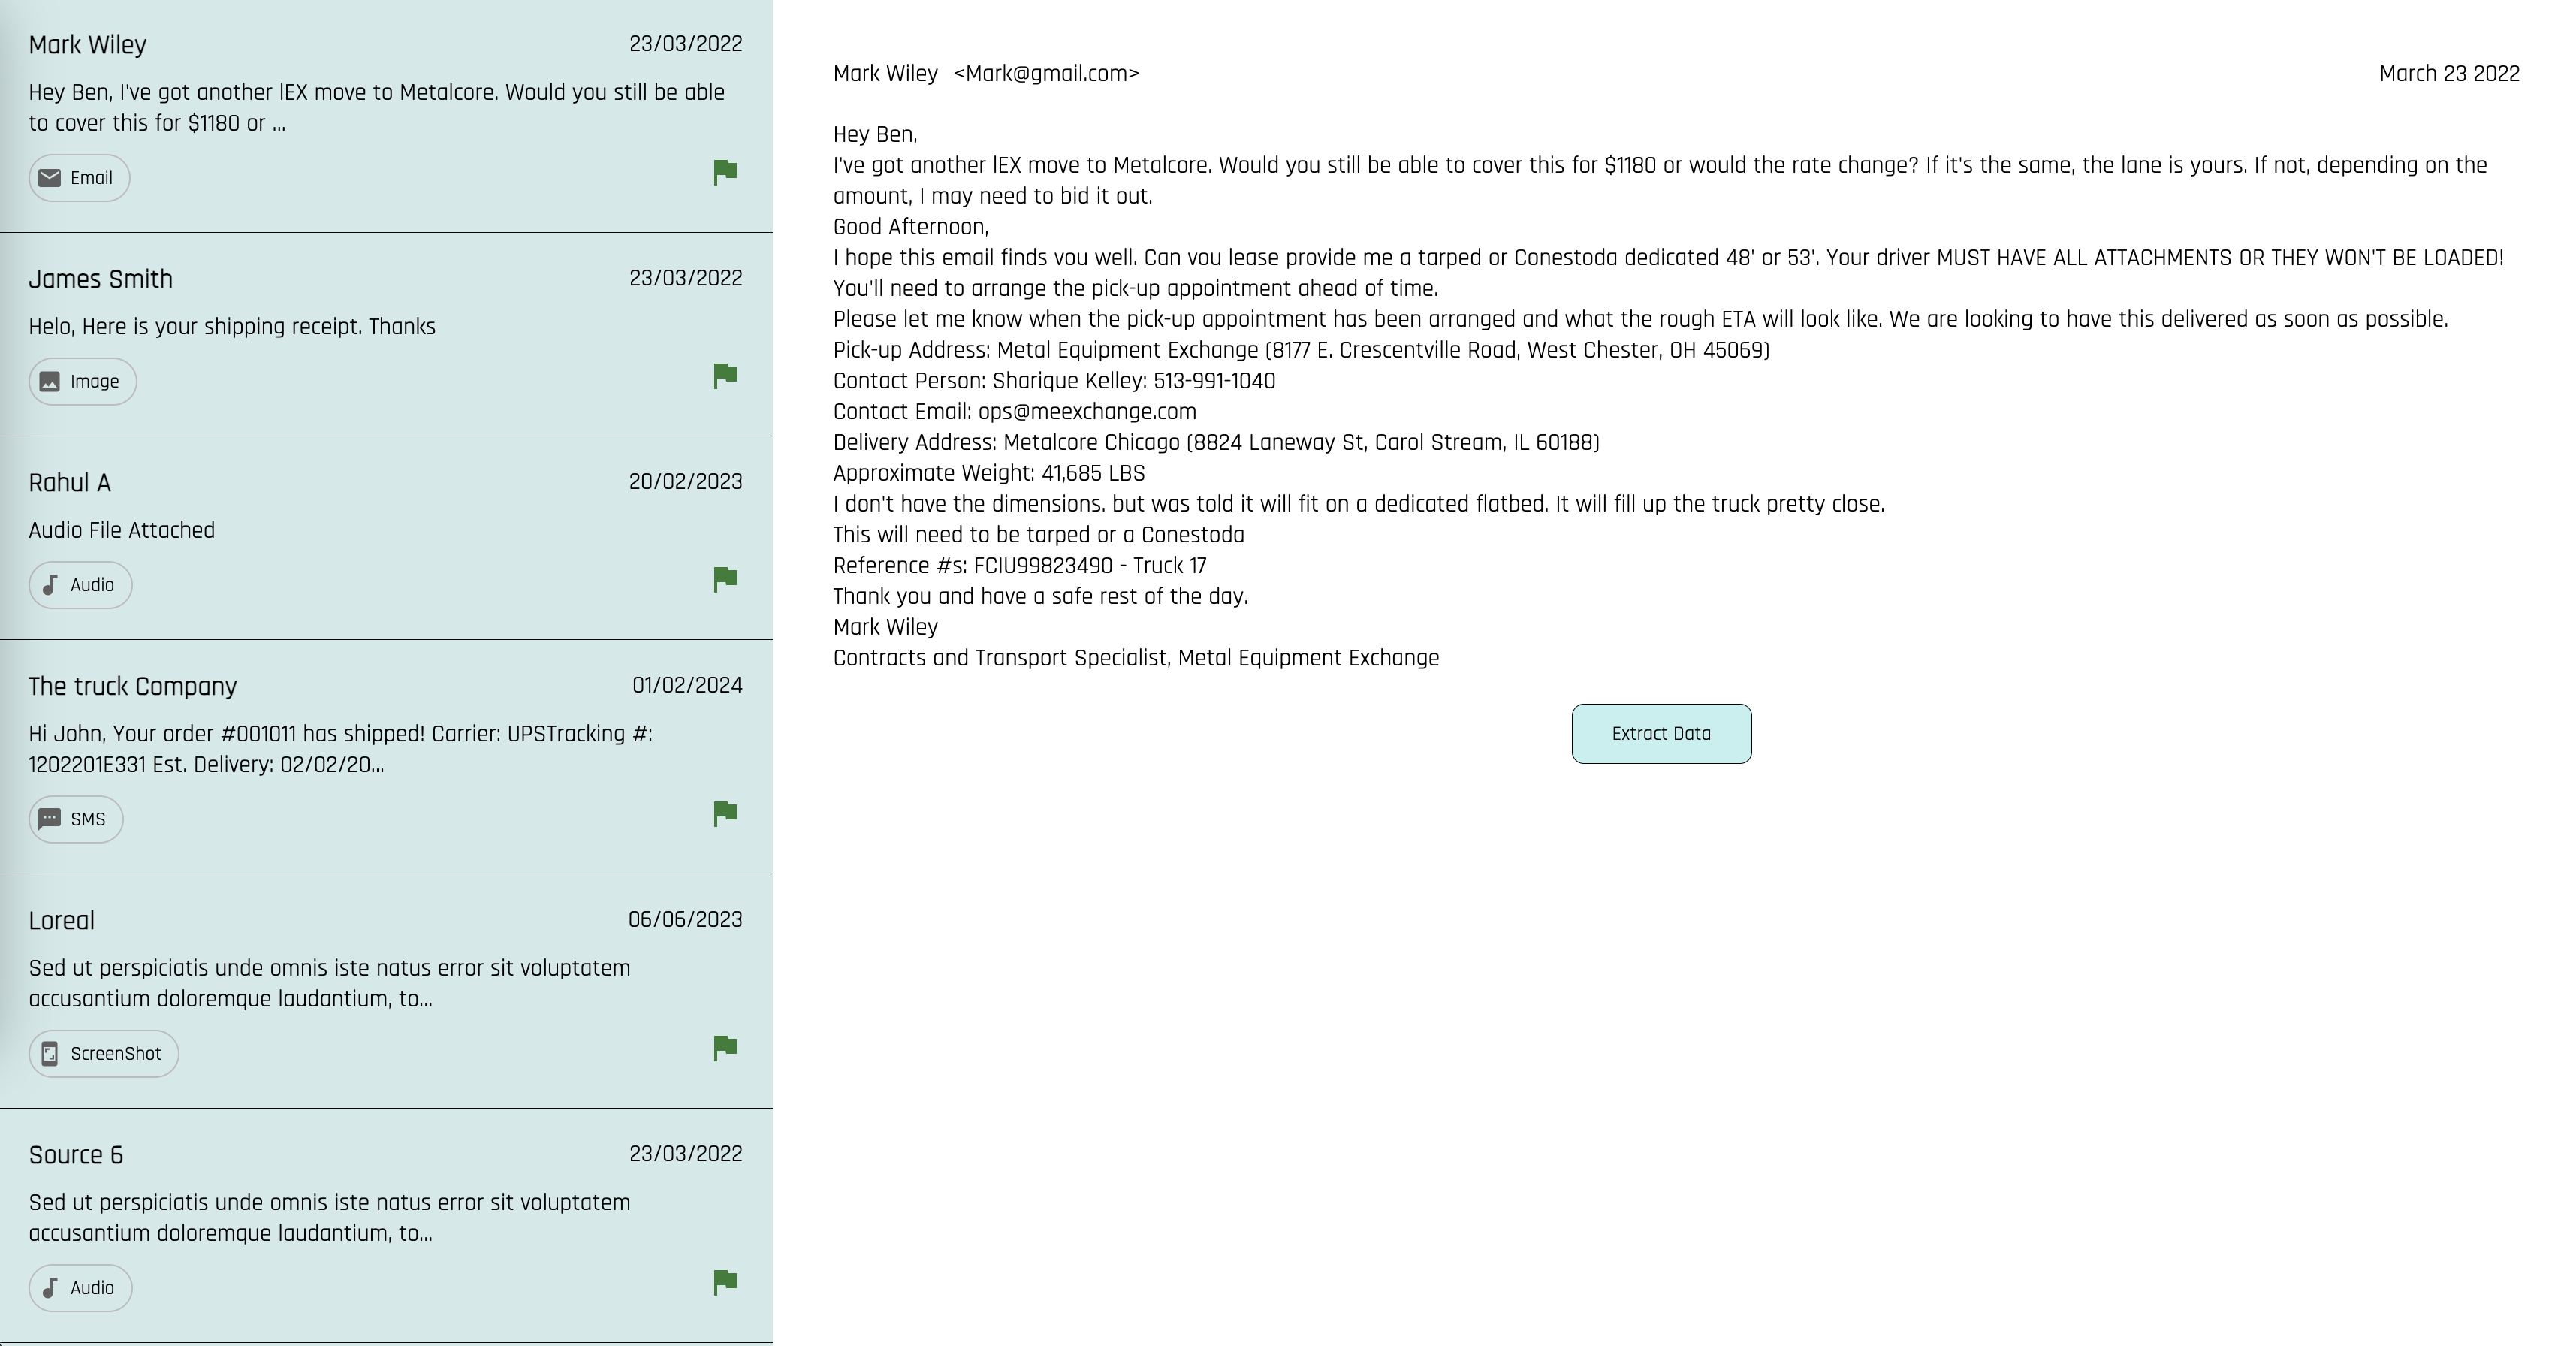 Mark Wiley 23/03/2022
Hey Ben, I've got another lEX move to Metalcore. Would you still be able
to cover this for $1180 or ...
Email
James Smith 23/03/2022
Helo, Here is your shipping receipt. Thanks
Image
Rahul A 20/02/2023
Audio File Attached
Audio
The truck Company 01/02/2024
Hi John, Your order #001011 has shipped! Carrier: UPSTracking #:
1202201E331 Est. Delivery: 02/02/20...
SMS
Loreal 06/06/2023
Sed ut perspiciatis unde omnis iste natus error sit voluptatem
accusantium doloremque laudantium, to...
ScreenShot
Source 6 23/03/2022
Sed ut perspiciatis unde omnis iste natus error sit voluptatem
accusantium doloremque laudantium, to...
Audio
Mark Wiley <Mark@gmail.com> March 23 2022
Hey Ben,
I've got another lEX move to Metalcore. Would you still be able to cover this for $1180 or would the rate change? If it's the same, the lane is yours. If not, depending on the
amount, I may need to bid it out.
Good Afternoon,
I hope this email finds vou well. Can vou lease provide me a tarped or Conestoda dedicated 48' or 53'. Your driver MUST HAVE ALL ATTACHMENTS OR THEY WON'T BE LOADED!
You'll need to arrange the pick-up appointment ahead of time.
Please let me know when the pick-up appointment has been arranged and what the rough ETA will look like. We are looking to have this delivered as soon as possible.
Pick-up Address: Metal Equipment Exchange (8177 E. Crescentville Road, West Chester, OH 45069)
Contact Person: Sharique Kelley: 513-991-1040
Contact Email: ops@meexchange.com
Delivery Address: Metalcore Chicago (8824 Laneway St, Carol Stream, IL 60188)
Approximate Weight: 41,685 LBS
I don't have the dimensions. but was told it will fit on a dedicated flatbed. It will fill up the truck pretty close.
This will need to be tarped or a Conestoda
Reference #s: FCIU99823490 - Truck 17
Thank you and have a safe rest of the day.
Mark Wiley
Contracts and Transport Specialist, Metal Equipment Exchange
Extract Data